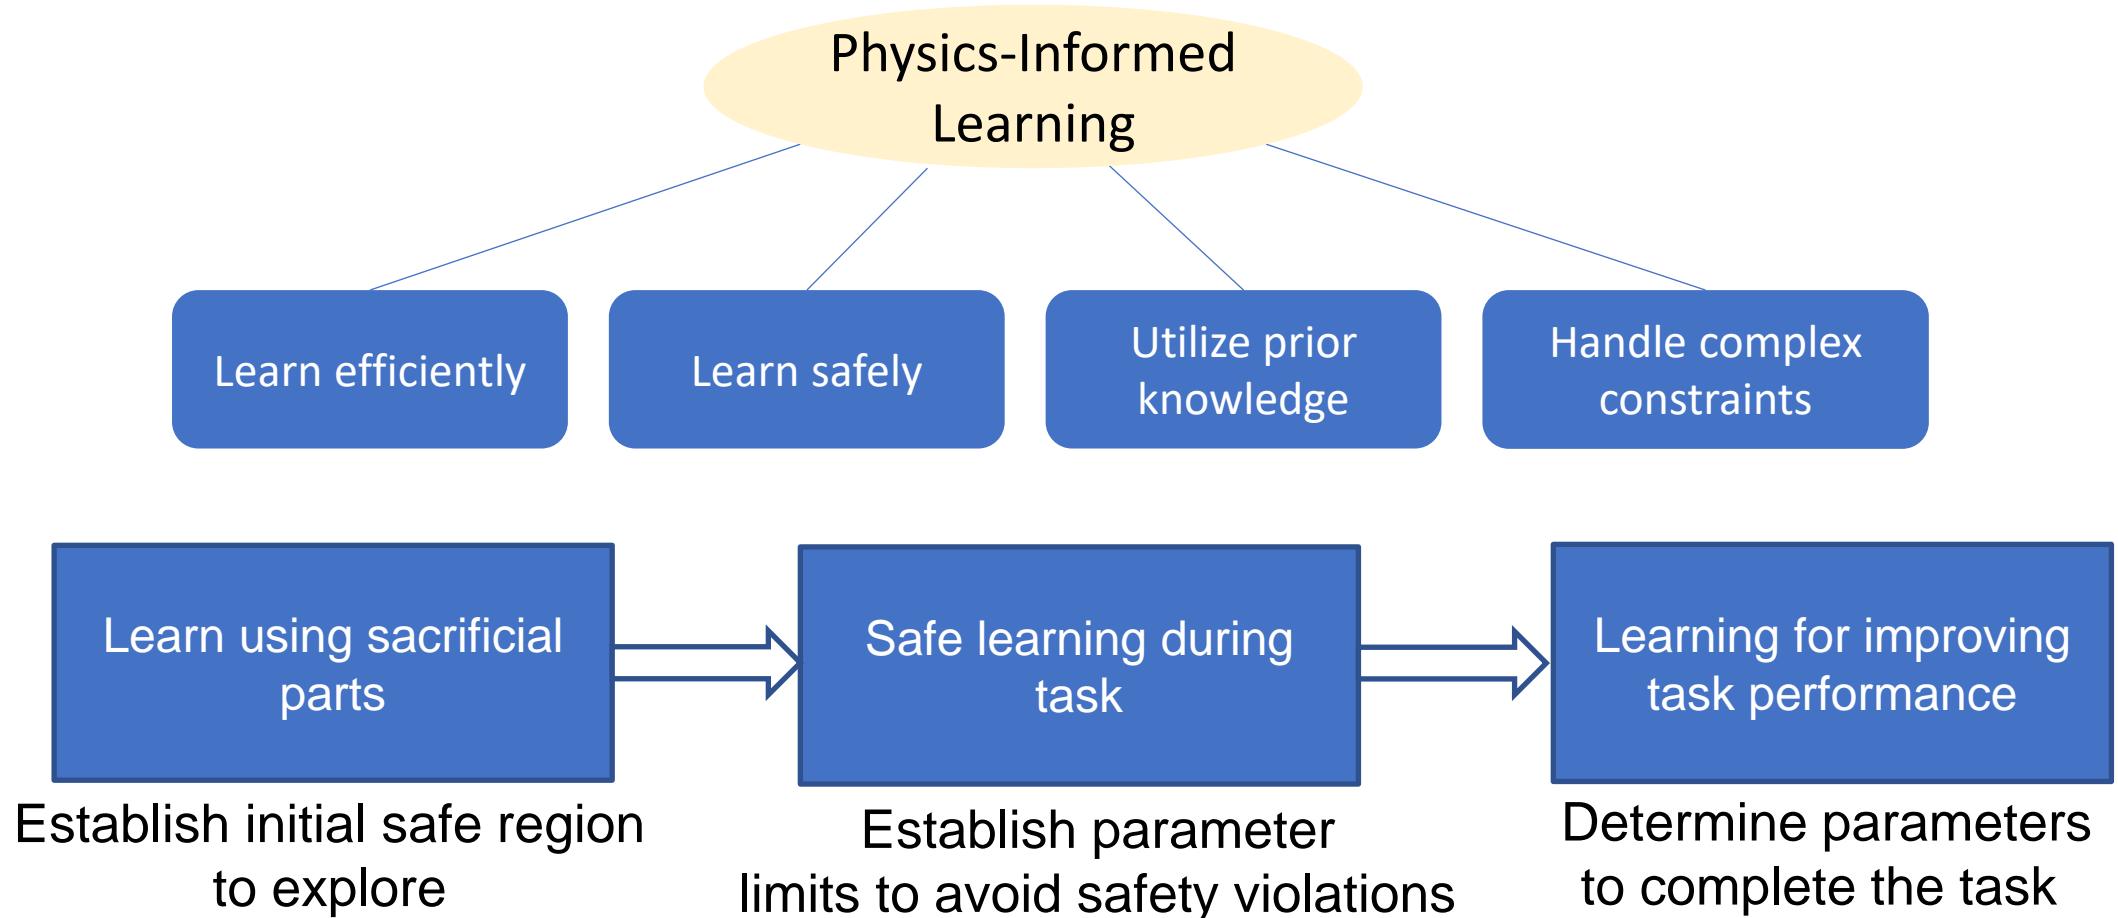 Physics-Informed
Learning
Learn efficiently
Learn safely
Utilize prior
knowledge
Handle complex
constraints
Learn using sacrificial
parts
Safe learning during
task
Learning for improving
task performance
Establish initial safe region
to explore
Establish parameter
limits to avoid safety violations
Determine parameters
to complete the task